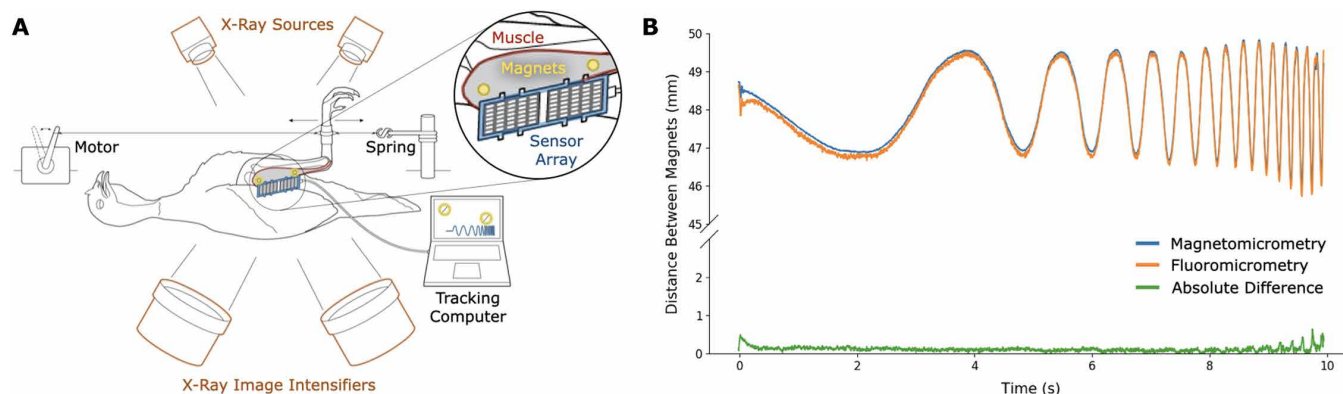 A
X-Ray Sources
Muscle
Magnets
Sensor
Array
Motor
Spring
Tracking
Computer
X-Ray Image Intensifiers
B
Distance Between Magnets (mm)
50
49
48
47
46
45
2
1
0
Magnetomicrometry
Fluoromicrometry
Absolute Difference
0
2
4
6
8
10
Time (s)